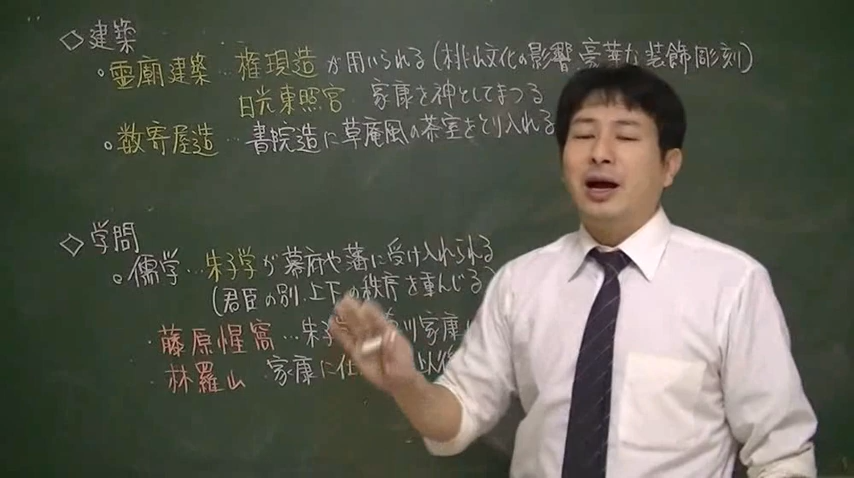 ◇建築
・霊廟建築…権現造が用いられる(桃山文化の影響 豪華な装飾彫刻)
日光東照宮 家康を神としてまつる
・数寄屋造…書院造に草庵風の茶室をとり入れる
◇学問
・儒学…朱子学が幕府や藩に受け入れられる
(君臣の別、上下の秩序を重んじる)
・藤原惺窩…朱子 家康
・林羅山 家康に仕